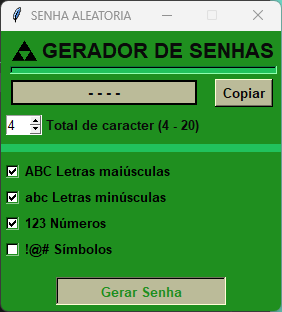 SENHA ALEATORIA
GERADOR DE SENHAS
- - - -
Copiar
4
Total de caracter (4 - 20)
ABC Letras maiúsculas
abc Letras minúsculas
123 Números
!@# Símbolos
Gerar Senha